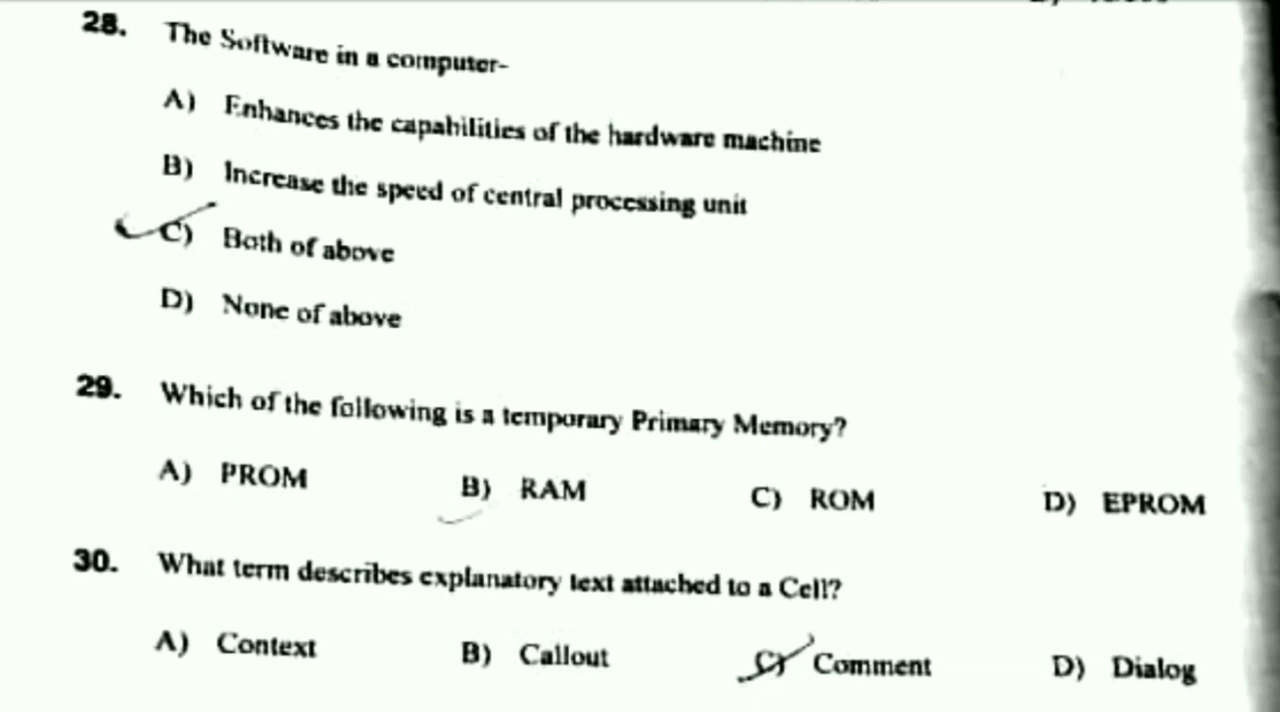 28. The Software in a computer-
A) Enhances the capabilities of the hardware machine
B) Increase the speed of central processing unit
C) Both of above
D) None of above
29. Which of the following is a temporary Primary Memory?
A) PROM B) RAM C) ROM D) EPROM
30. What term describes explanatory text attached to a Cell?
A) Context B) Callout C) Comment D) Dialog